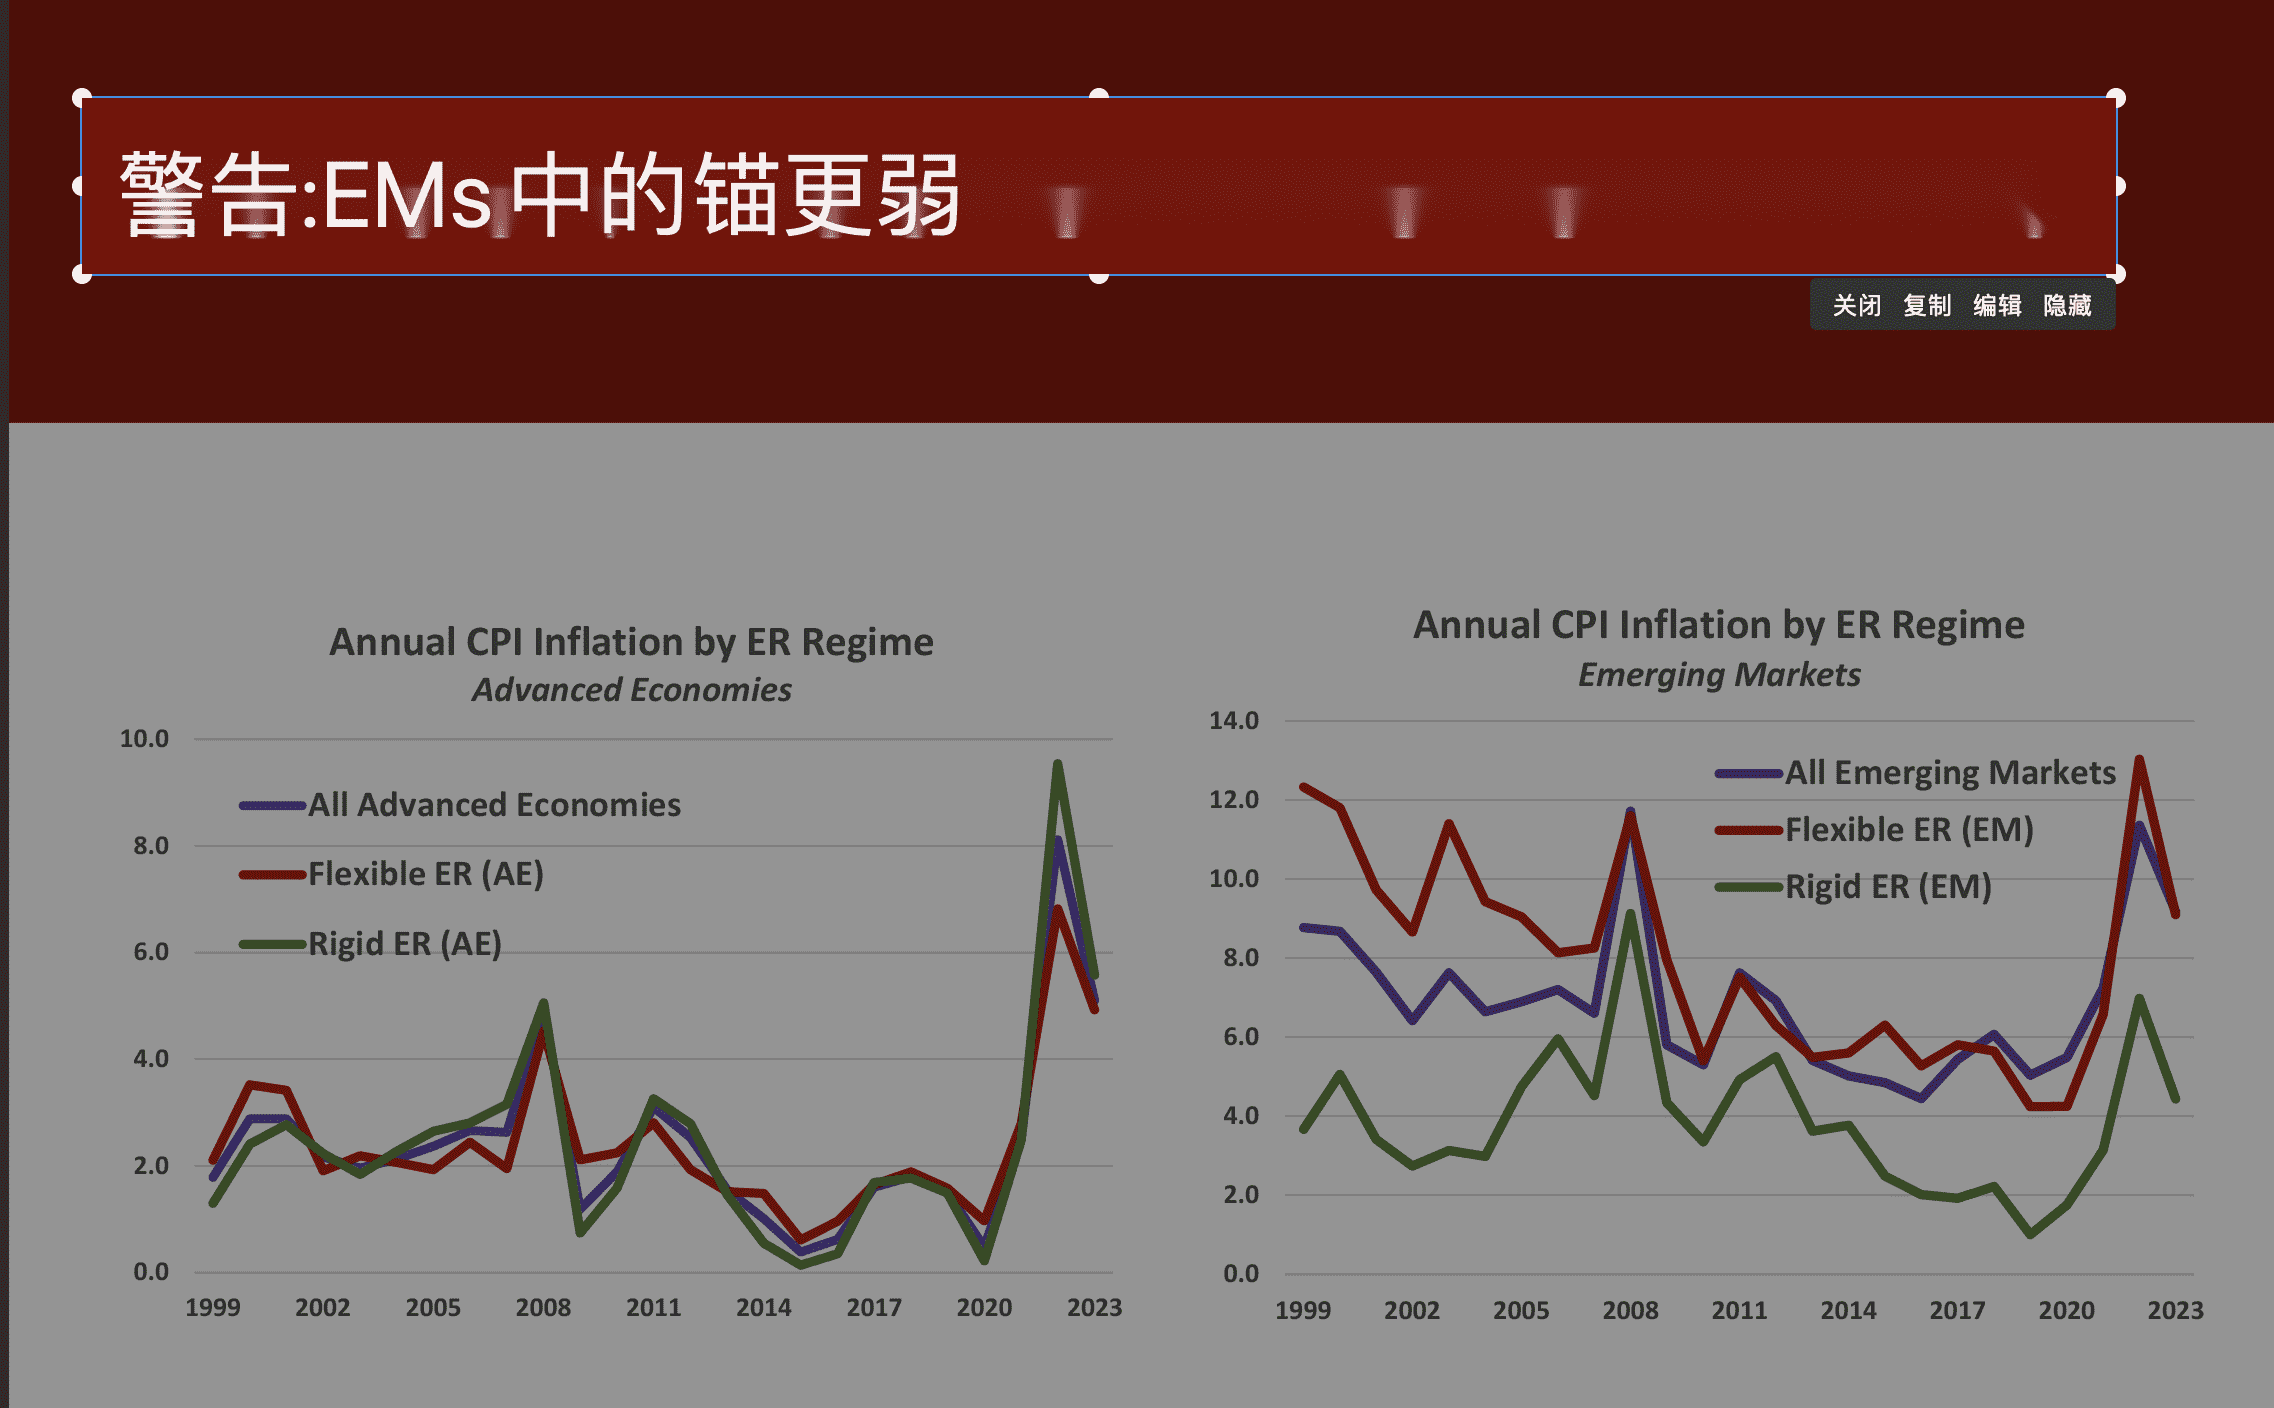 警告:EMs中的锚更弱
关闭 复制 编辑 隐藏
Annual CPI Inflation by ER Regime
Advanced Economies
10.0
8.0
6.0
4.0
2.0
0.0
All Advanced Economies
Flexible ER (AE)
Rigid ER (AE)
1999 2002 2005 2008 2011 2014 2017 2020 2023
Annual CPI Inflation by ER Regime
Emerging Markets
14.0
12.0
10.0
8.0
6.0
4.0
2.0
0.0
All Emerging Markets
Flexible ER (EM)
Rigid ER (EM)
1999 2002 2005 2008 2011 2014 2017 2020 2023